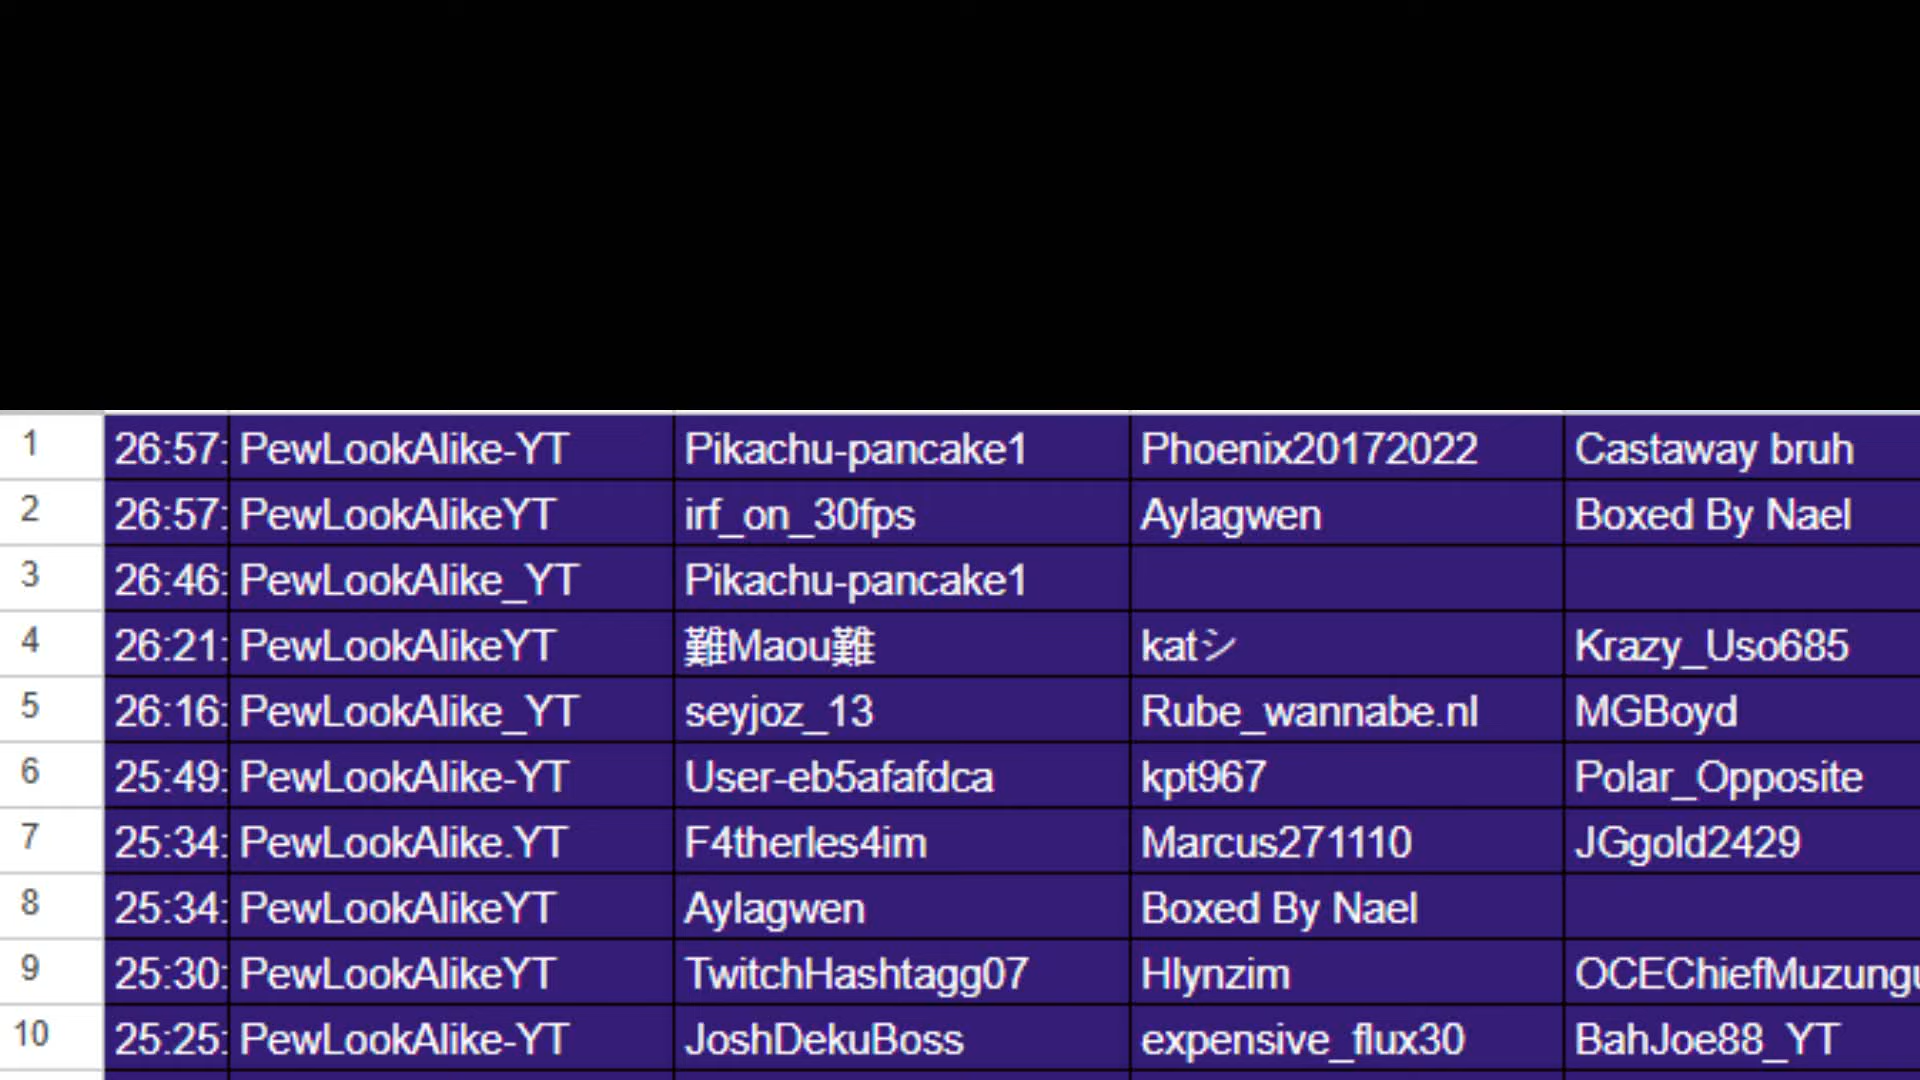 1 26:57: PewLookAlike-YT Pikachu-pancake1 Phoenix20172022 Castaway bruh
2 26:57: PewLookAlikeYT irf_on_30fps Aylagwen Boxed By Nael
3 26:46: PewLookAlike_YT Pikachu-pancake1
4 26:21: PewLookAlikeYT 難Maou難 katシ Krazy_Uso685
5 26:16: PewLookAlike_YT seyjoz_13 Rube_wannabe.nl MGBoyd
6 25:49: PewLookAlike-YT User-eb5afafdca kpt967 Polar_Opposite
7 25:34: PewLookAlike.YT F4therles4im Marcus271110 JGgold2429
8 25:34: PewLookAlikeYT Aylagwen Boxed By Nael
9 25:30: PewLookAlikeYT TwitchHashtagg07 Hlynzim OCEChiefMuzungu
10 25:25: PewLookAlike-YT JoshDekuBoss expensive_flux30 BahJoe88_YT